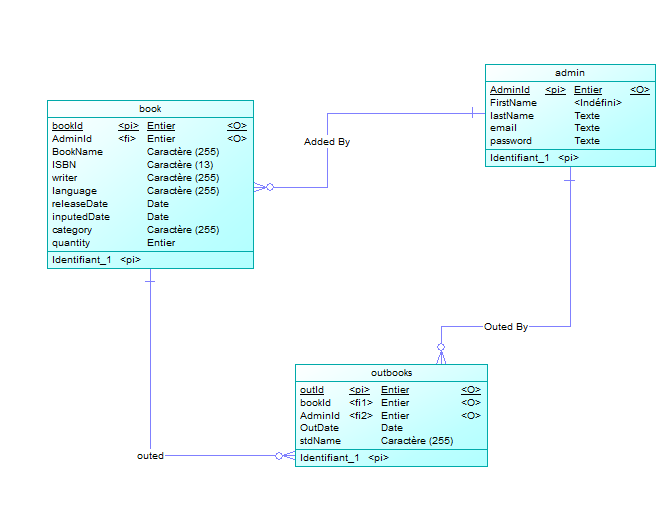 admin
AdminId <pi> Entier <O>
FirstName <Indéfini>
lastName Texte
email Texte
password Texte
Identifiant_1 <pi>
book
bookId <pi> Entier <O>
AdminId <fi> Entier <O>
BookName Caractère (255)
ISBN Caractère (13)
writer Caractère (255)
language Caractère (255)
releaseDate Date
inputedDate Date
category Caractère (255)
quantity Entier
Identifiant_1 <pi>
Added By
Outed By
outbooks
outId <pi> Entier <O>
bookId <fi1> Entier <O>
AdminId <fi2> Entier <O>
OutDate Date
stdName Caractère (255)
Identifiant_1 <pi>
outed